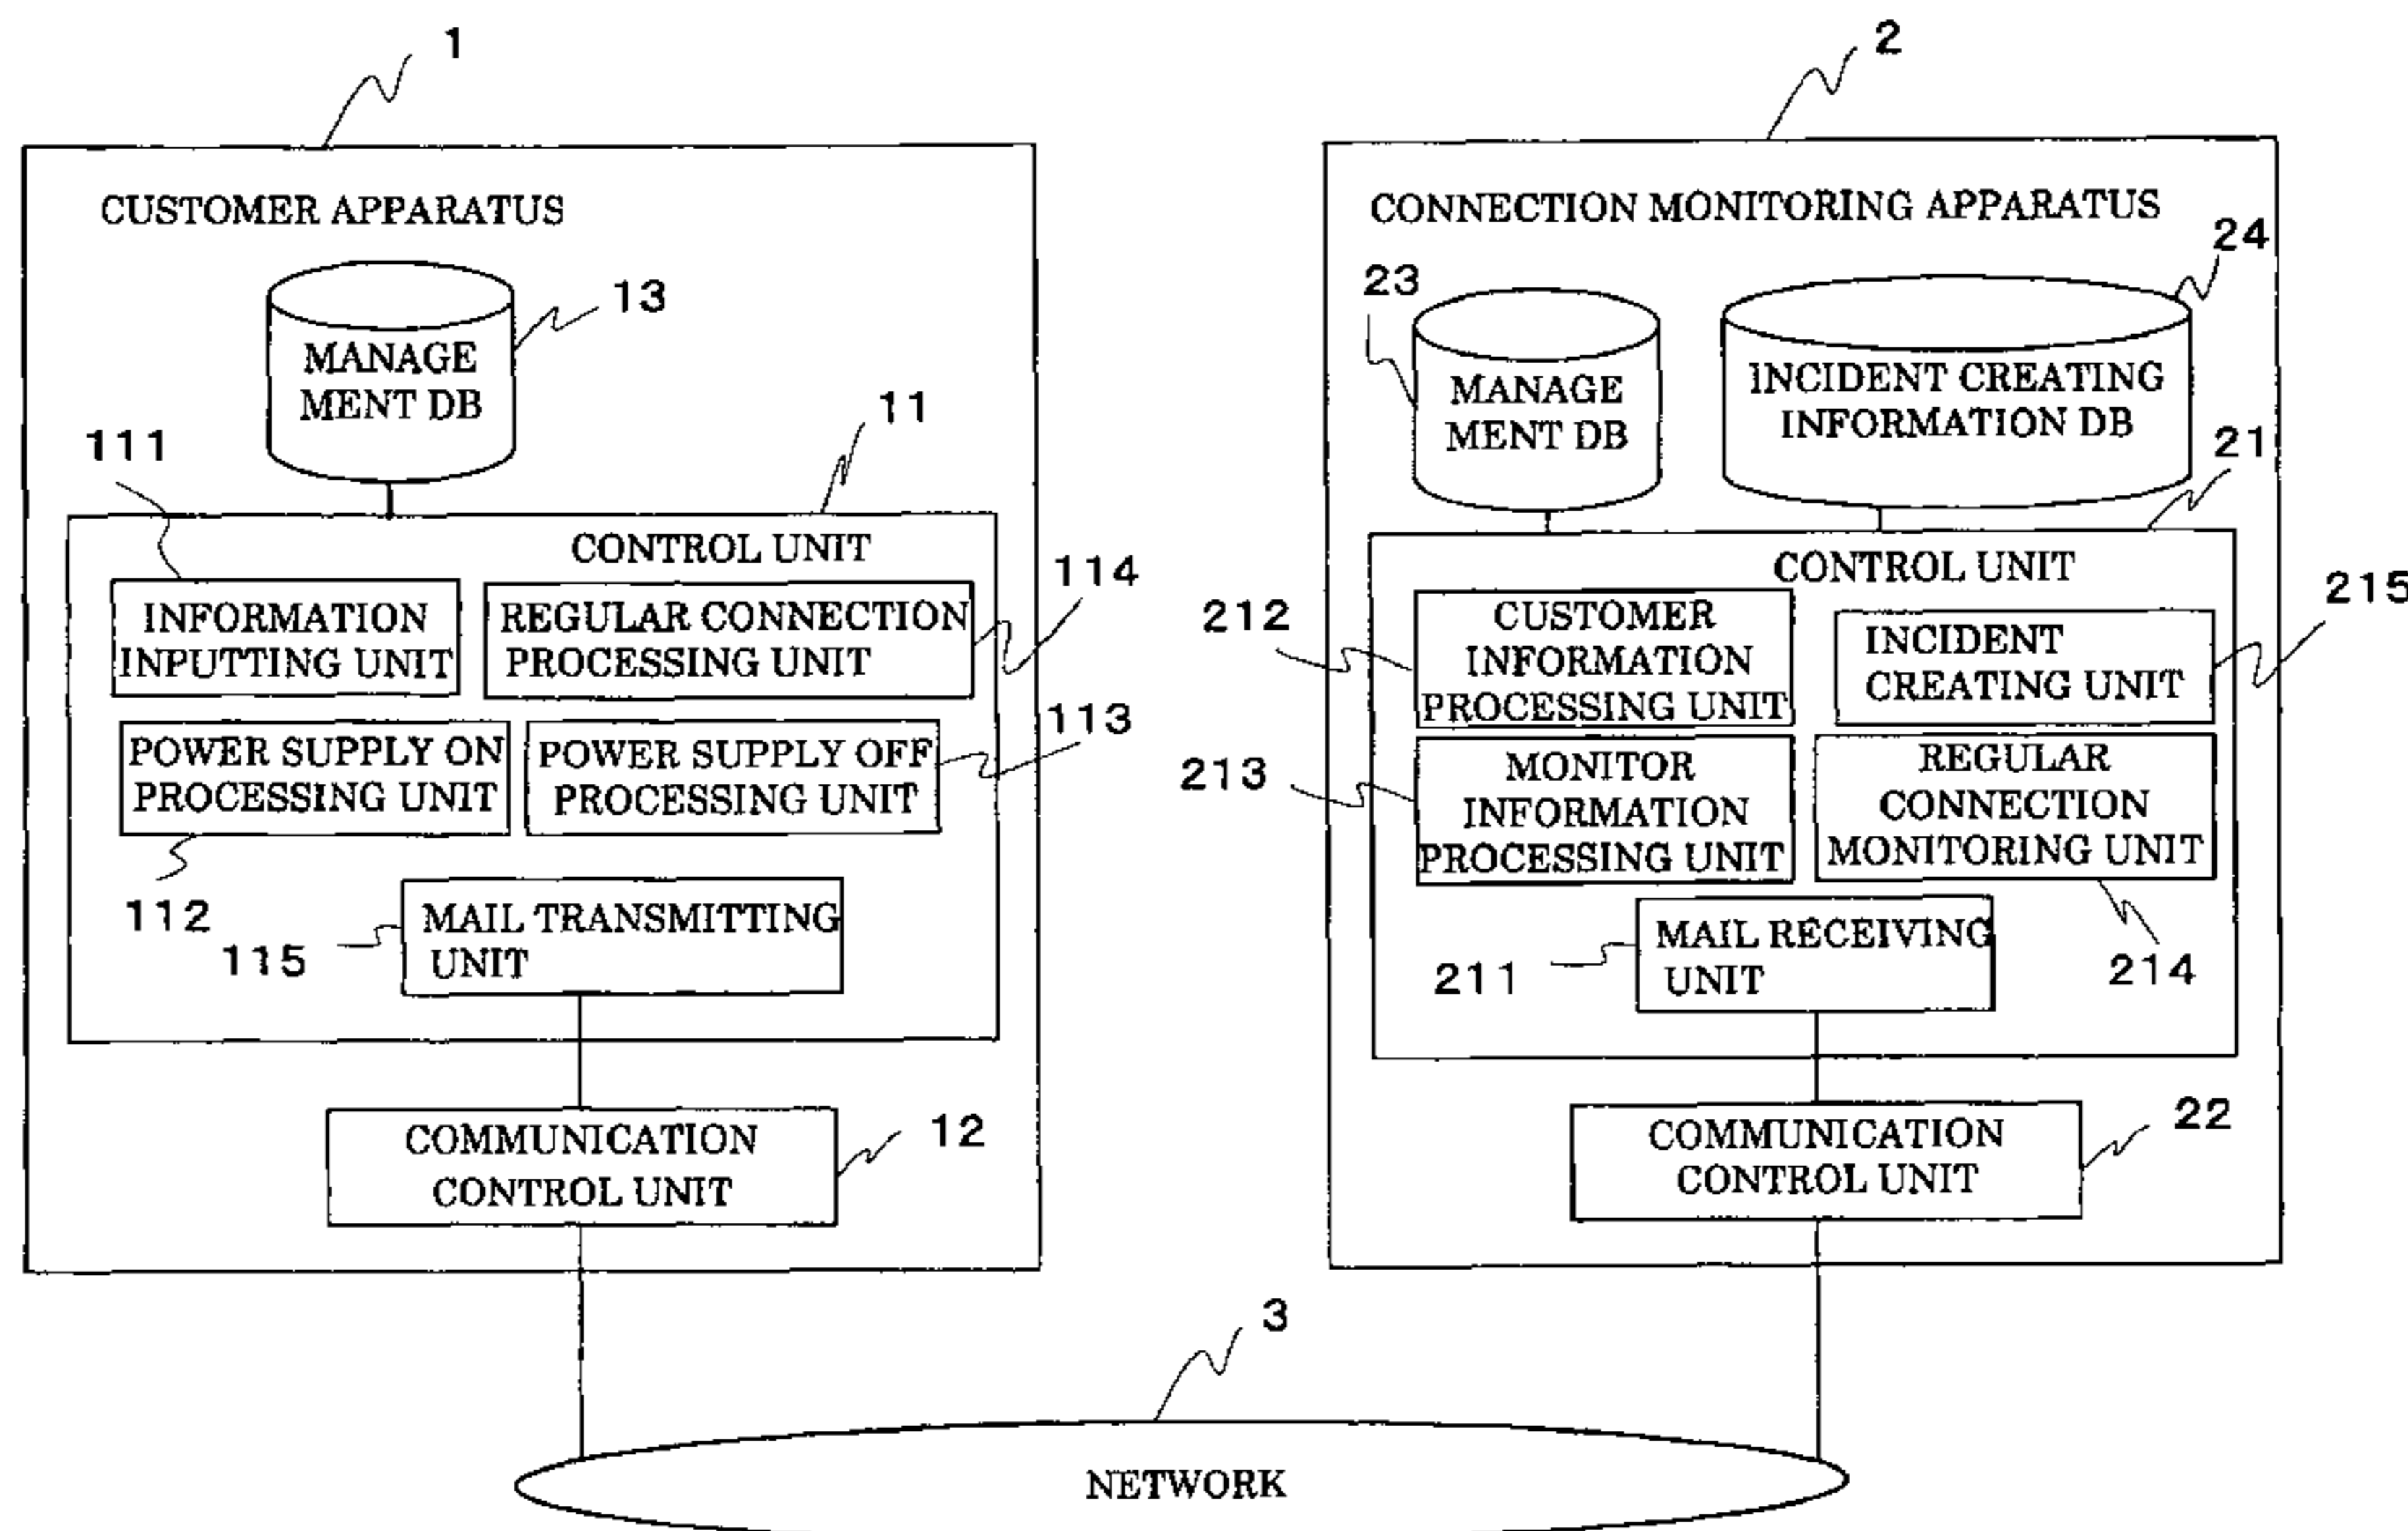 1
2
CUSTOMER APPARATUS
CONNECTION MONITORING APPARATUS
13
MANAGE
MENT DB
23
MANAGE
MENT DB
24
INCIDENT CREATING
INFORMATION DB
11
CONTROL UNIT
111
INFORMATION
INPUTTING UNIT
REGULAR CONNECTION
PROCESSING UNIT
114
POWER SUPPLY ON
PROCESSING UNIT
112
POWER SUPPLY OFF
PROCESSING UNIT
113
MAIL TRANSMITTING
UNIT
115
COMMUNICATION
CONTROL UNIT
12
21
CONTROL UNIT
212
CUSTOMER
INFORMATION
PROCESSING UNIT
INCIDENT
CREATING UNIT
215
213
MONITOR
INFORMATION
PROCESSING UNIT
REGULAR
CONNECTION
MONITORING UNIT
214
MAIL RECEIVING
UNIT
211
COMMUNICATION
CONTROL UNIT
22
3
NETWORK